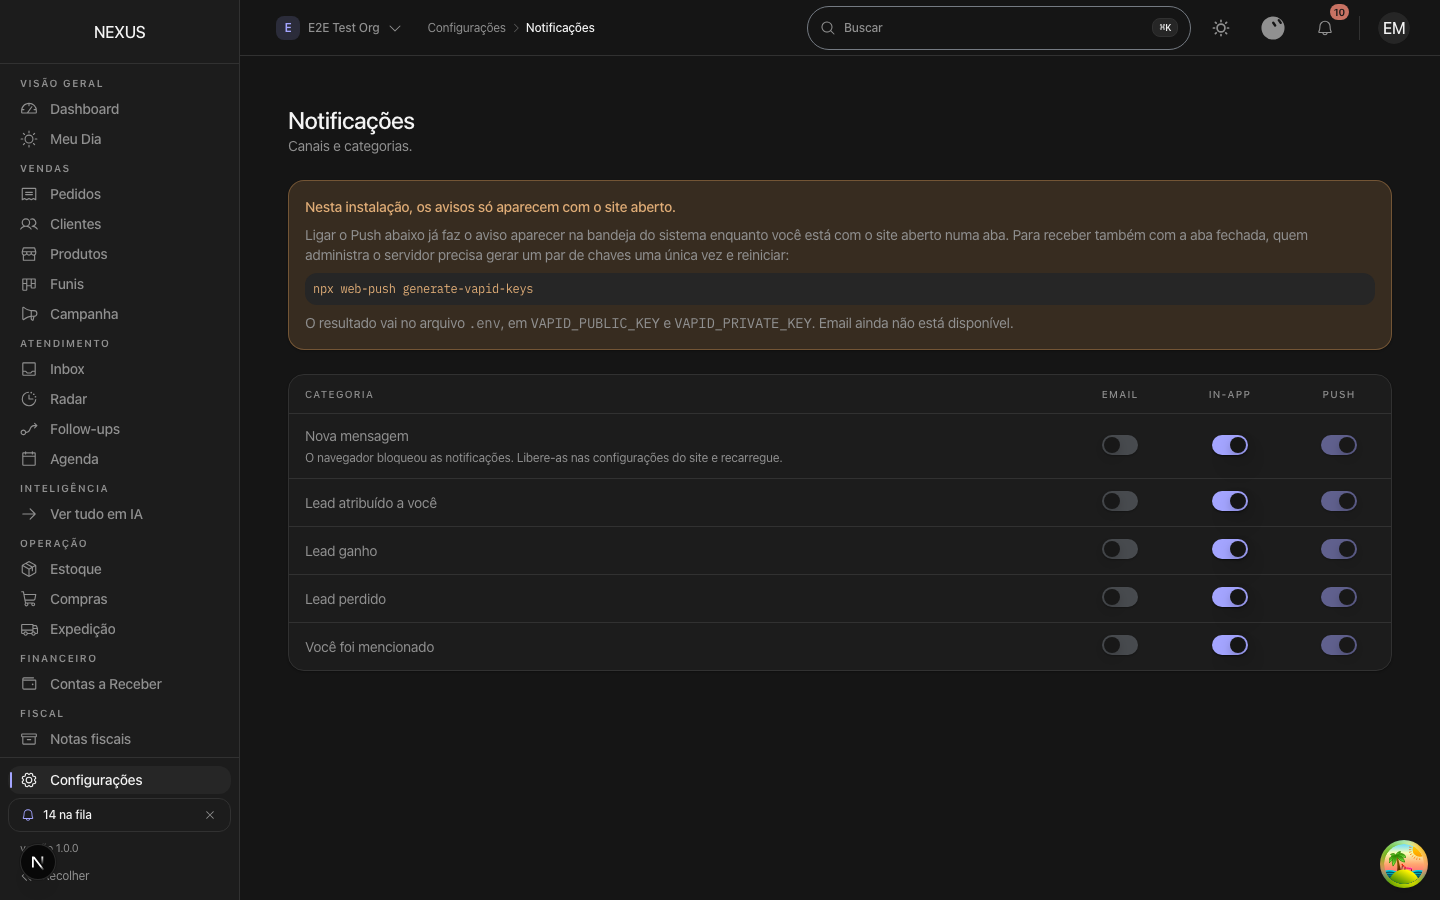 NEXUS
E
E2E Test Org
Configurações
Notificações
Buscar
⌘K
10
EM
VISÃO GERAL
Dashboard
Meu Dia
VENDAS
Pedidos
Clientes
Produtos
Funis
Campanha
ATENDIMENTO
Inbox
Radar
Follow-ups
Agenda
INTELIGÊNCIA
Ver tudo em IA
OPERAÇÃO
Estoque
Compras
Expedição
FINANCEIRO
Contas a Receber
FISCAL
Notas fiscais
Configurações
14 na fila
1.0.0
N
Notificações
Canais e categorias.
Nesta instalação, os avisos só aparecem com o site aberto.
Ligar o Push abaixo já faz o aviso aparecer na bandeja do sistema enquanto você está com o site aberto numa aba. Para receber também com a aba fechada, quem
administra o servidor precisa gerar um par de chaves uma única vez e reiniciar:
npx web-push generate-vapid-keys
O resultado vai no arquivo .env, em VAPID_PUBLIC_KEY e VAPID_PRIVATE_KEY. Email ainda não está disponível.
CATEGORIA EMAIL IN-APP PUSH
Nova mensagem
O navegador bloqueou as notificações. Libere-as nas configurações do site e recarregue.
Lead atribuído a você
Lead ganho
Lead perdido
Você foi mencionado